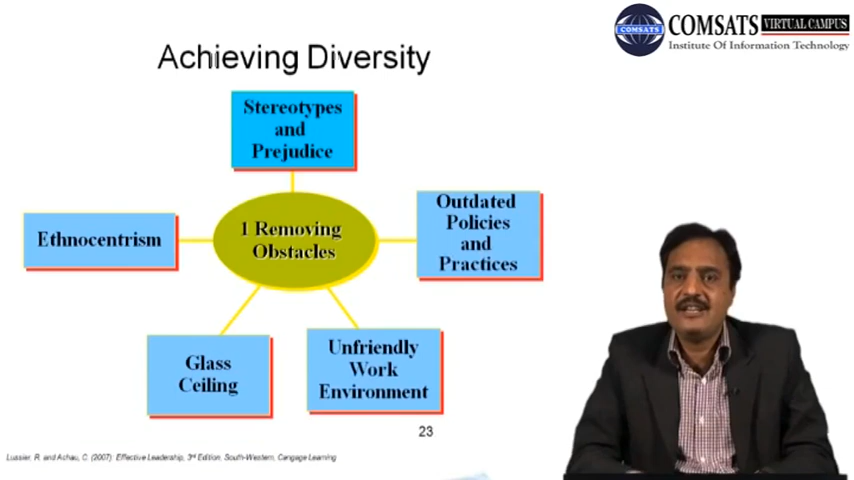 COMSATS VIRTUAL CAMPUS
Institute Of Information Technology
COMSATS
Achieving Diversity
Stereotypes
and
Prejudice
Ethnocentrism
1 Removing
Obstacles
Outdated
Policies
and
Practices
Glass
Ceiling
Unfriendly
Work
Environment
23
Lussier, R. and Achau, C. (2007): Effective Leadership, 3rd Edition, South-Western, Cengage Learning